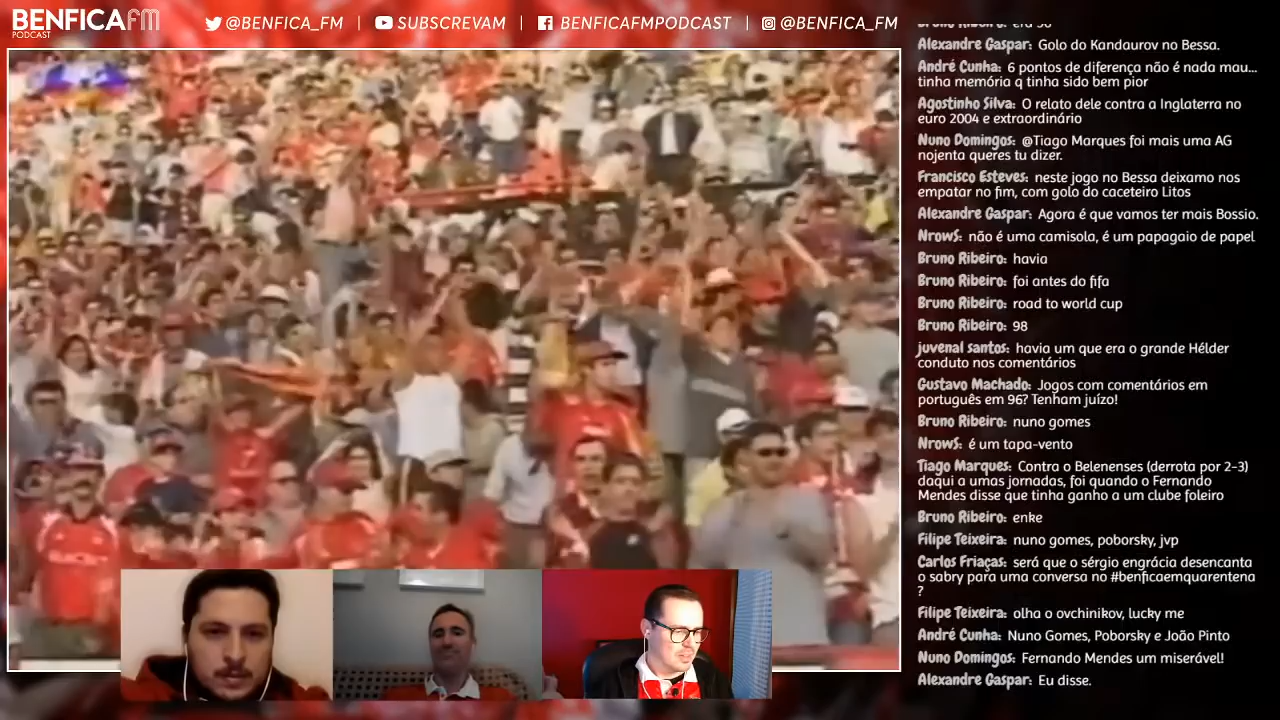 BENFICA FM
PODCAST
@BENFICA_FM | SUBSCREVAM | BENFICAFMPODCAST | @BENFICA_FM
Bruno Ribeiro: era 98
Alexandre Gaspar: Golo do Kandaurov no Bessa.
André Cunha: 6 pontos de diferença não é nada mau...
tinha memória q tinha sido bem pior
Agostinho Silva: O relato dele contra a Inglaterra no
euro 2004 e extraordinário
Nuno Domingos: @Tiago Marques foi mais uma AG
nojenta queres tu dizer.
Francisco Esteves: neste jogo no Bessa deixamo nos
empatar no fim, com golo do caceteiro Litos
Alexandre Gaspar: Agora é que vamos ter mais Bossio.
NrowS: não é uma camisola, é um papagaio de papel
Bruno Ribeiro: havia
Bruno Ribeiro: foi antes do fifa
Bruno Ribeiro: road to world cup
Bruno Ribeiro: 98
juvenal santos: havia um que era o grande Hélder
conduto nos comentários
Gustavo Machado: Jogos com comentários em
português em 96? Tenham juízo!
Bruno Ribeiro: nuno gomes
NrowS: é um tapa-vento
Tiago Marques: Contra o Belenenses (derrota por 2-3)
daqui a umas jornadas, foi quando o Fernando
Mendes disse que tinha ganho a um clube foleiro
Bruno Ribeiro: enke
Filipe Teixeira: nuno gomes, poborsky, jvp
Carlos Friaças: será que o sérgio engrácia desencanta
o sabry para uma conversa no #benficaemquarentena
?
Filipe Teixeira: olha o ovchinikov, lucky me
André Cunha: Nuno Gomes, Poborsky e João Pinto
Nuno Domingos: Fernando Mendes um miserável!
Alexandre Gaspar: Eu disse.